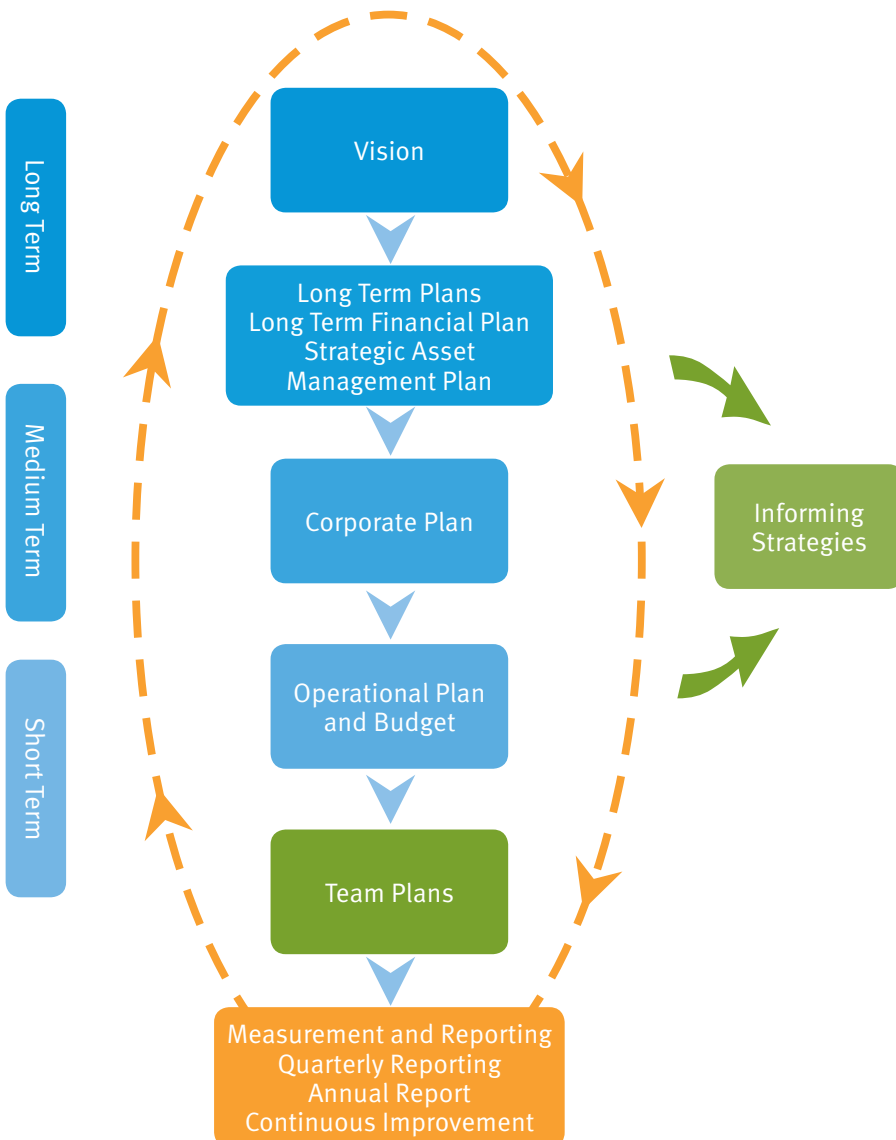 Long Term
Medium Term
Short Term
Vision
Long Term Plans
Long Term Financial Plan
Strategic Asset
Management Plan
Corporate Plan
Operational Plan
and Budget
Team Plans
Measurement and Reporting
Quarterly Reporting
Annual Report
Continuous Improvement
Informing
Strategies